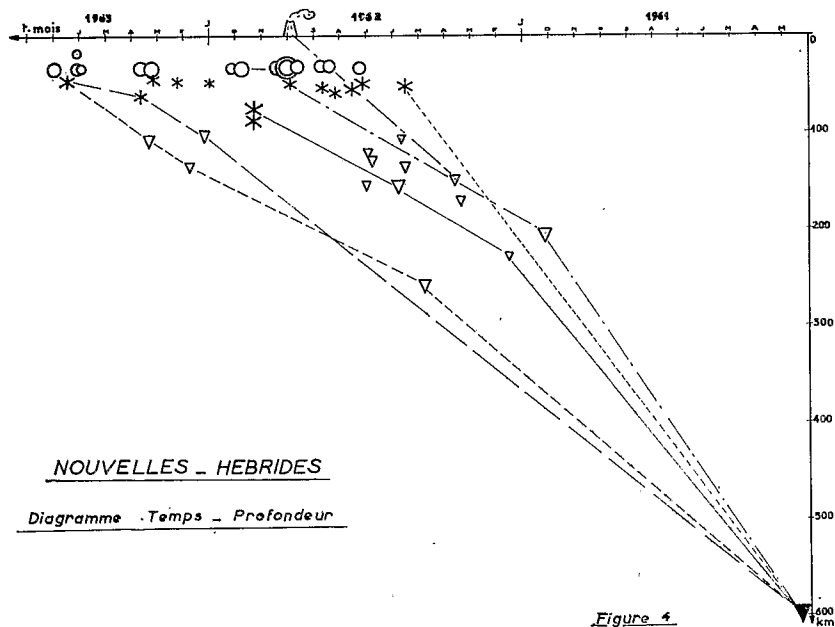 1963 1962 1961
t. mois
0
100
200
300
400
500
600
km
NOUVELLES _ HEBRIDES
Diagramme Temps _ Profondeur
Figure 4